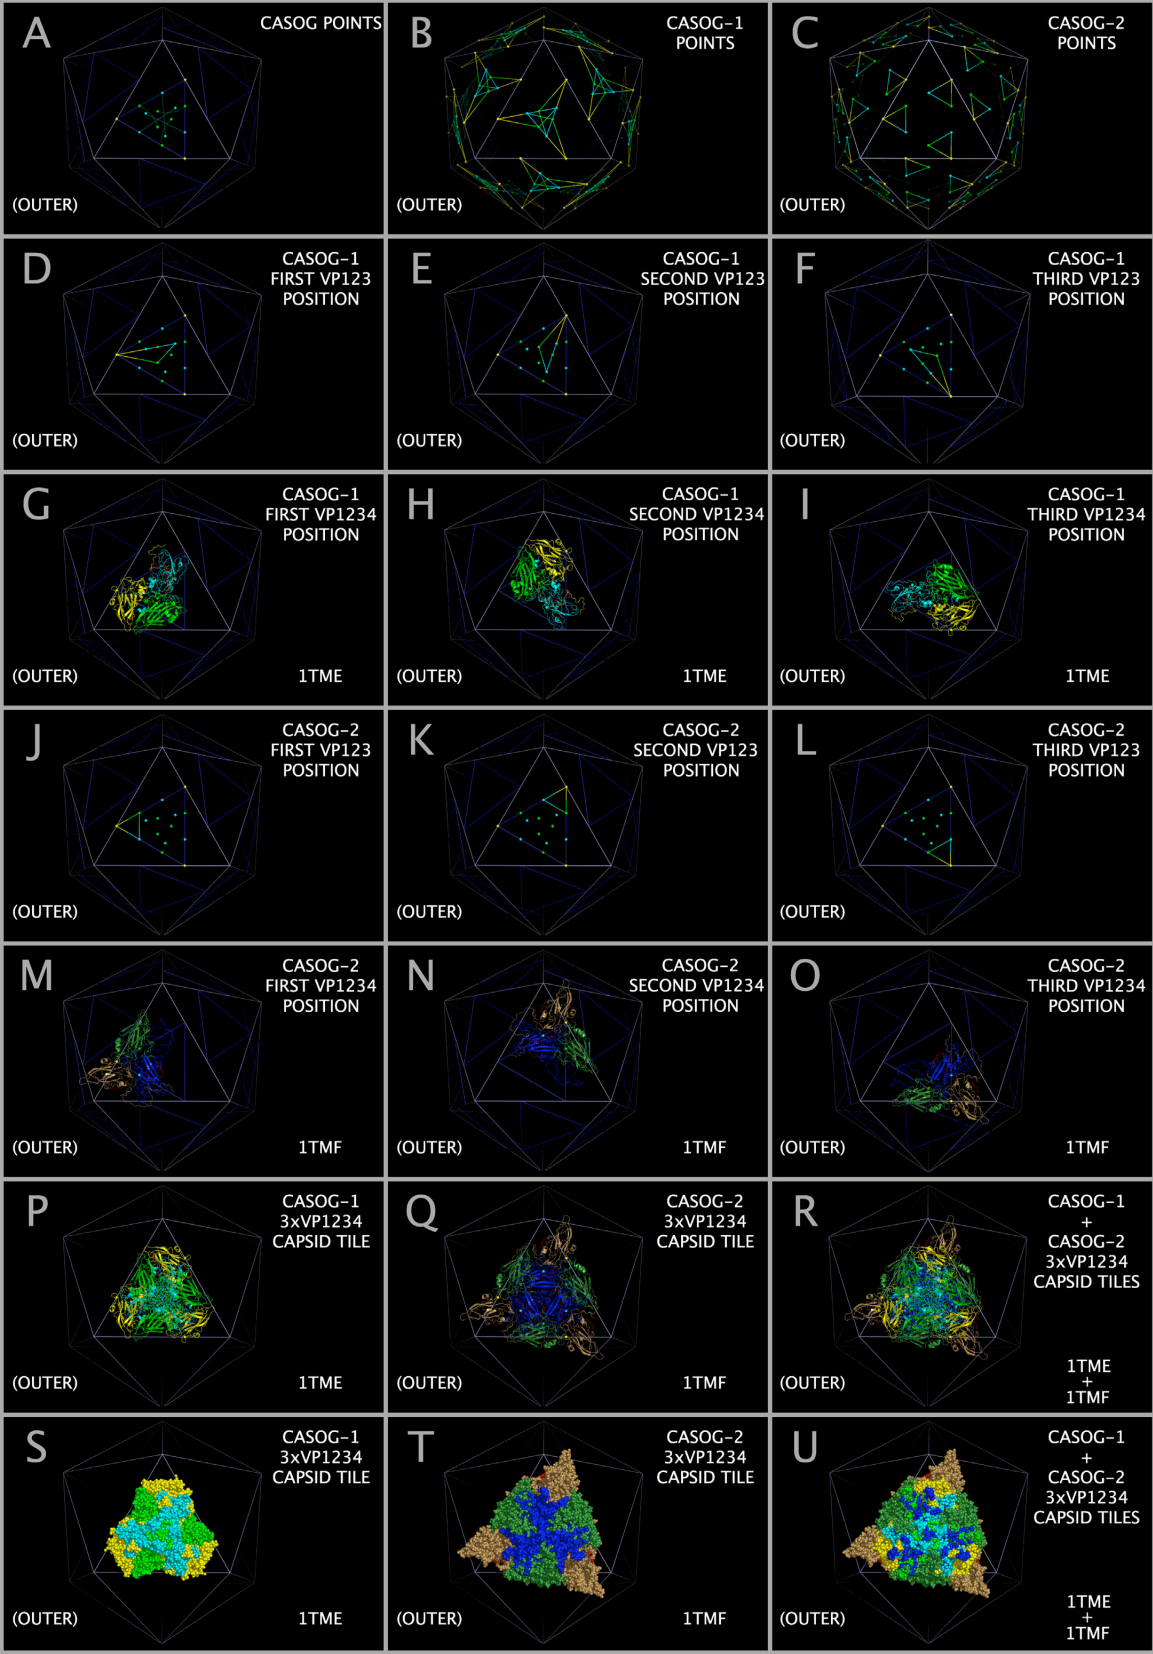 A
CASOG POINTS
(OUTER)
B
CASOG-1
POINTS
(OUTER)
C
CASOG-2
POINTS
(OUTER)
D
CASOG-1
FIRST VP123
POSITION
(OUTER)
E
CASOG-1
SECOND VP123
POSITION
(OUTER)
F
CASOG-1
THIRD VP123
POSITION
(OUTER)
G
CASOG-1
FIRST VP1234
POSITION
(OUTER)
1TME
H
CASOG-1
SECOND VP1234
POSITION
(OUTER)
1TME
I
CASOG-1
THIRD VP1234
POSITION
(OUTER)
1TME
J
CASOG-2
FIRST VP123
POSITION
(OUTER)
K
CASOG-2
SECOND VP123
POSITION
(OUTER)
L
CASOG-2
THIRD VP123
POSITION
(OUTER)
M
CASOG-2
FIRST VP1234
POSITION
(OUTER)
1TMF
N
CASOG-2
SECOND VP1234
POSITION
(OUTER)
1TMF
O
CASOG-2
THIRD VP1234
POSITION
(OUTER)
1TMF
P
CASOG-1
3xVP1234
CAPSID TILE
(OUTER)
1TME
Q
CASOG-2
3xVP1234
CAPSID TILE
(OUTER)
1TMF
R
CASOG-1
+
CASOG-2
3xVP1234
CAPSID TILES
(OUTER)
1TME
+
1TMF
S
CASOG-1
3xVP1234
CAPSID TILE
(OUTER)
1TME
T
CASOG-2
3xVP1234
CAPSID TILE
(OUTER)
1TMF
U
CASOG-1
+
CASOG-2
3xVP1234
CAPSID TILES
(OUTER)
1TME
+
1TMF